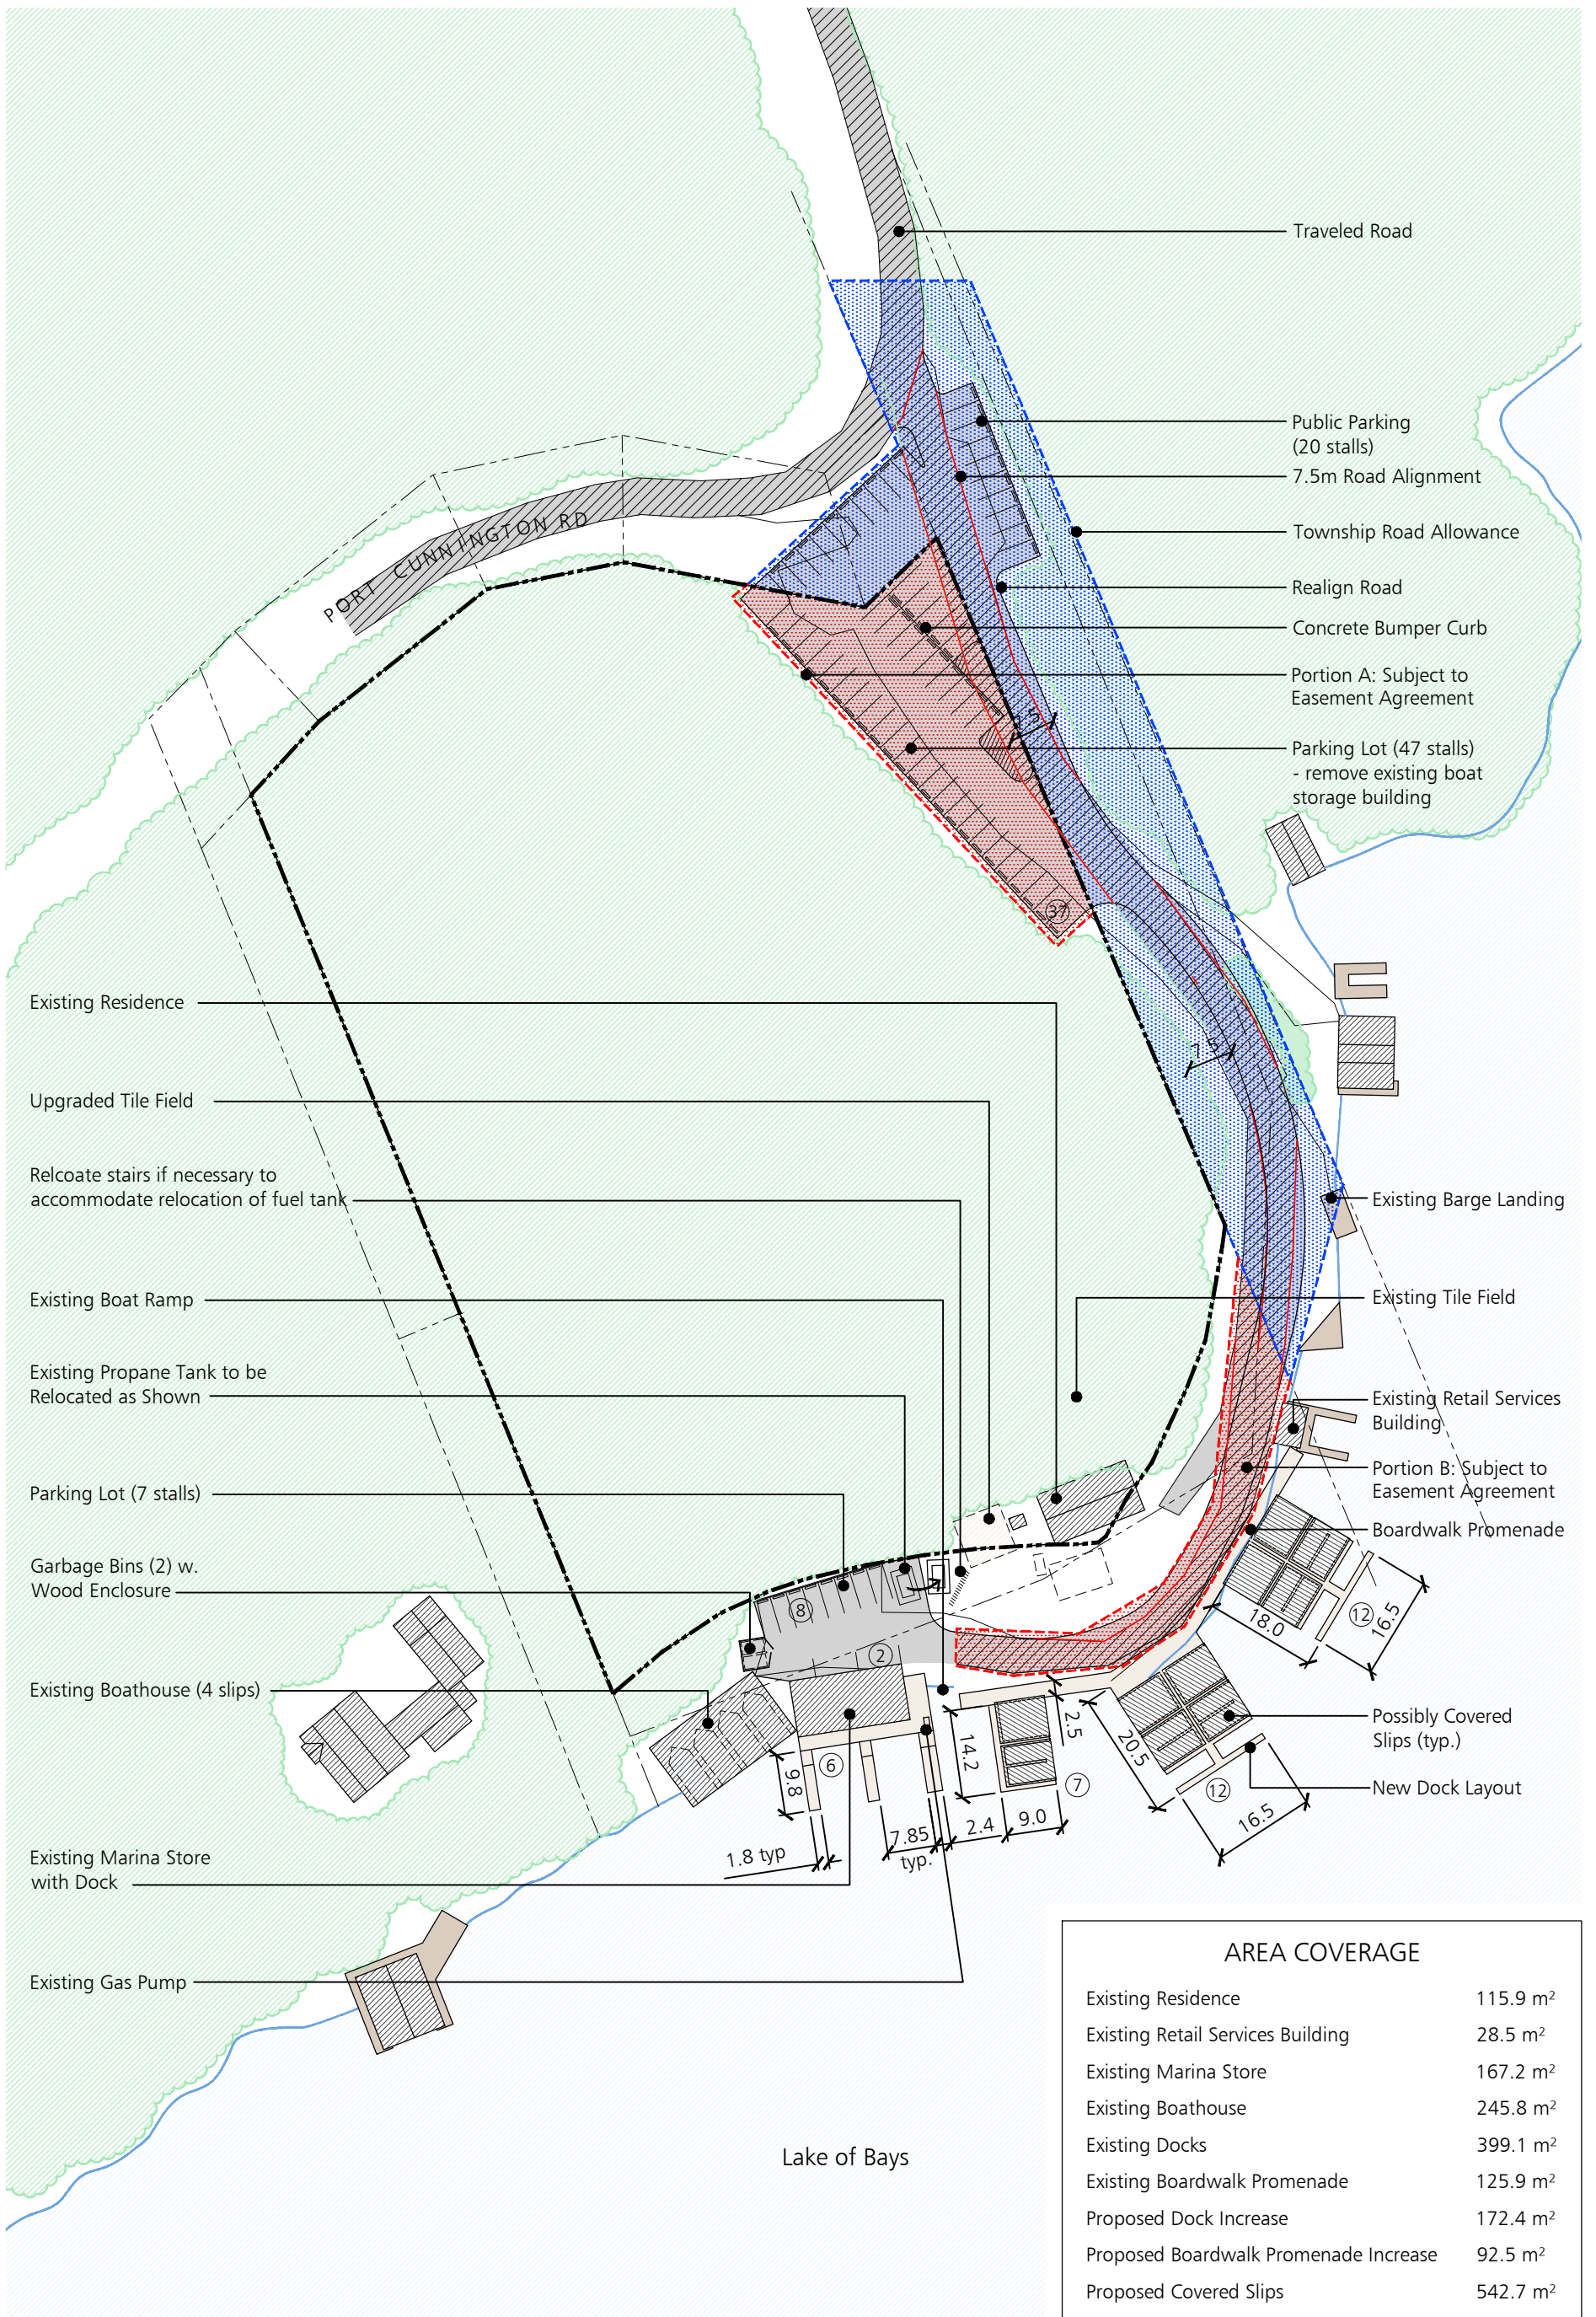 Traveled Road
Public Parking
(20 stalls)
7.5m Road Alignment
Township Road Allowance
Realign Road
Concrete Bumper Curb
Portion A: Subject to
Easement Agreement
Parking Lot (47 stalls)
- remove existing boat
storage building
PORT CUNNINGTON RD
7.5
37
7.5
Existing Residence
Upgraded Tile Field
Relcoate stairs if necessary to
accommodate relocation of fuel tank
Existing Boat Ramp
Existing Propane Tank to be
Relocated as Shown
Parking Lot (7 stalls)
Garbage Bins (2) w.
Wood Enclosure
Existing Boathouse (4 slips)
Existing Marina Store
with Dock
Existing Gas Pump
Existing Barge Landing
Existing Tile Field
Existing Retail Services
Building
Portion B: Subject to
Easement Agreement
Boardwalk Promenade
Possibly Covered
Slips (typ.)
New Dock Layout
8
2
6
7
12
12
18.0
16.5
20.5
16.5
2.5
14.2
9.8
1.8 typ
7.85
typ.
2.4
9.0
Lake of Bays
AREA COVERAGE
Existing Residence 115.9 m²
Existing Retail Services Building 28.5 m²
Existing Marina Store 167.2 m²
Existing Boathouse 245.8 m²
Existing Docks 399.1 m²
Existing Boardwalk Promenade 125.9 m²
Proposed Dock Increase 172.4 m²
Proposed Boardwalk Promenade Increase 92.5 m²
Proposed Covered Slips 542.7 m²